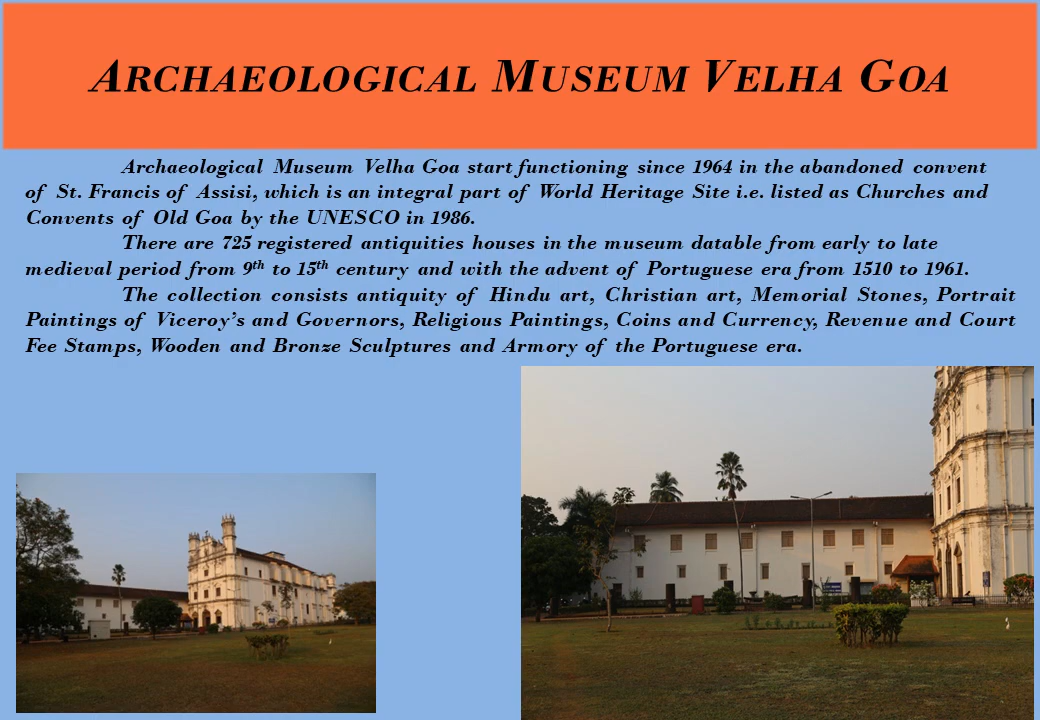 ARCHAEOLOGICAL MUSEUM VELHA GOA
Archaeological Museum Velha Goa start functioning since 1964 in the abandoned convent
of St. Francis of Assisi, which is an integral part of World Heritage Site i.e. listed as Churches and
Convents of Old Goa by the UNESCO in 1986.
There are 725 registered antiquities houses in the museum datable from early to late
medieval period from 9th to 15th century and with the advent of Portuguese era from 1510 to 1961.
The collection consists antiquity of Hindu art, Christian art, Memorial Stones, Portrait
Paintings of Viceroy's and Governors, Religious Paintings, Coins and Currency, Revenue and Court
Fee Stamps, Wooden and Bronze Sculptures and Armory of the Portuguese era.